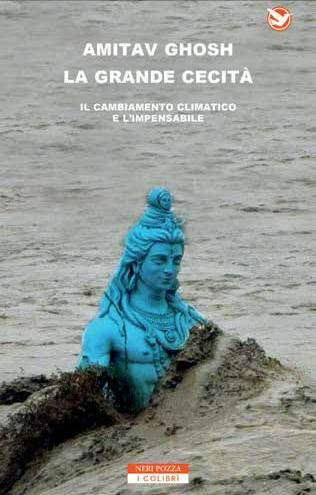 AMITAV GHOSH
LA GRANDE CECITÀ
IL CAMBIAMENTO CLIMATICO
E L'IMPENSABILE
NERI POZZA
I COLIBRÌ